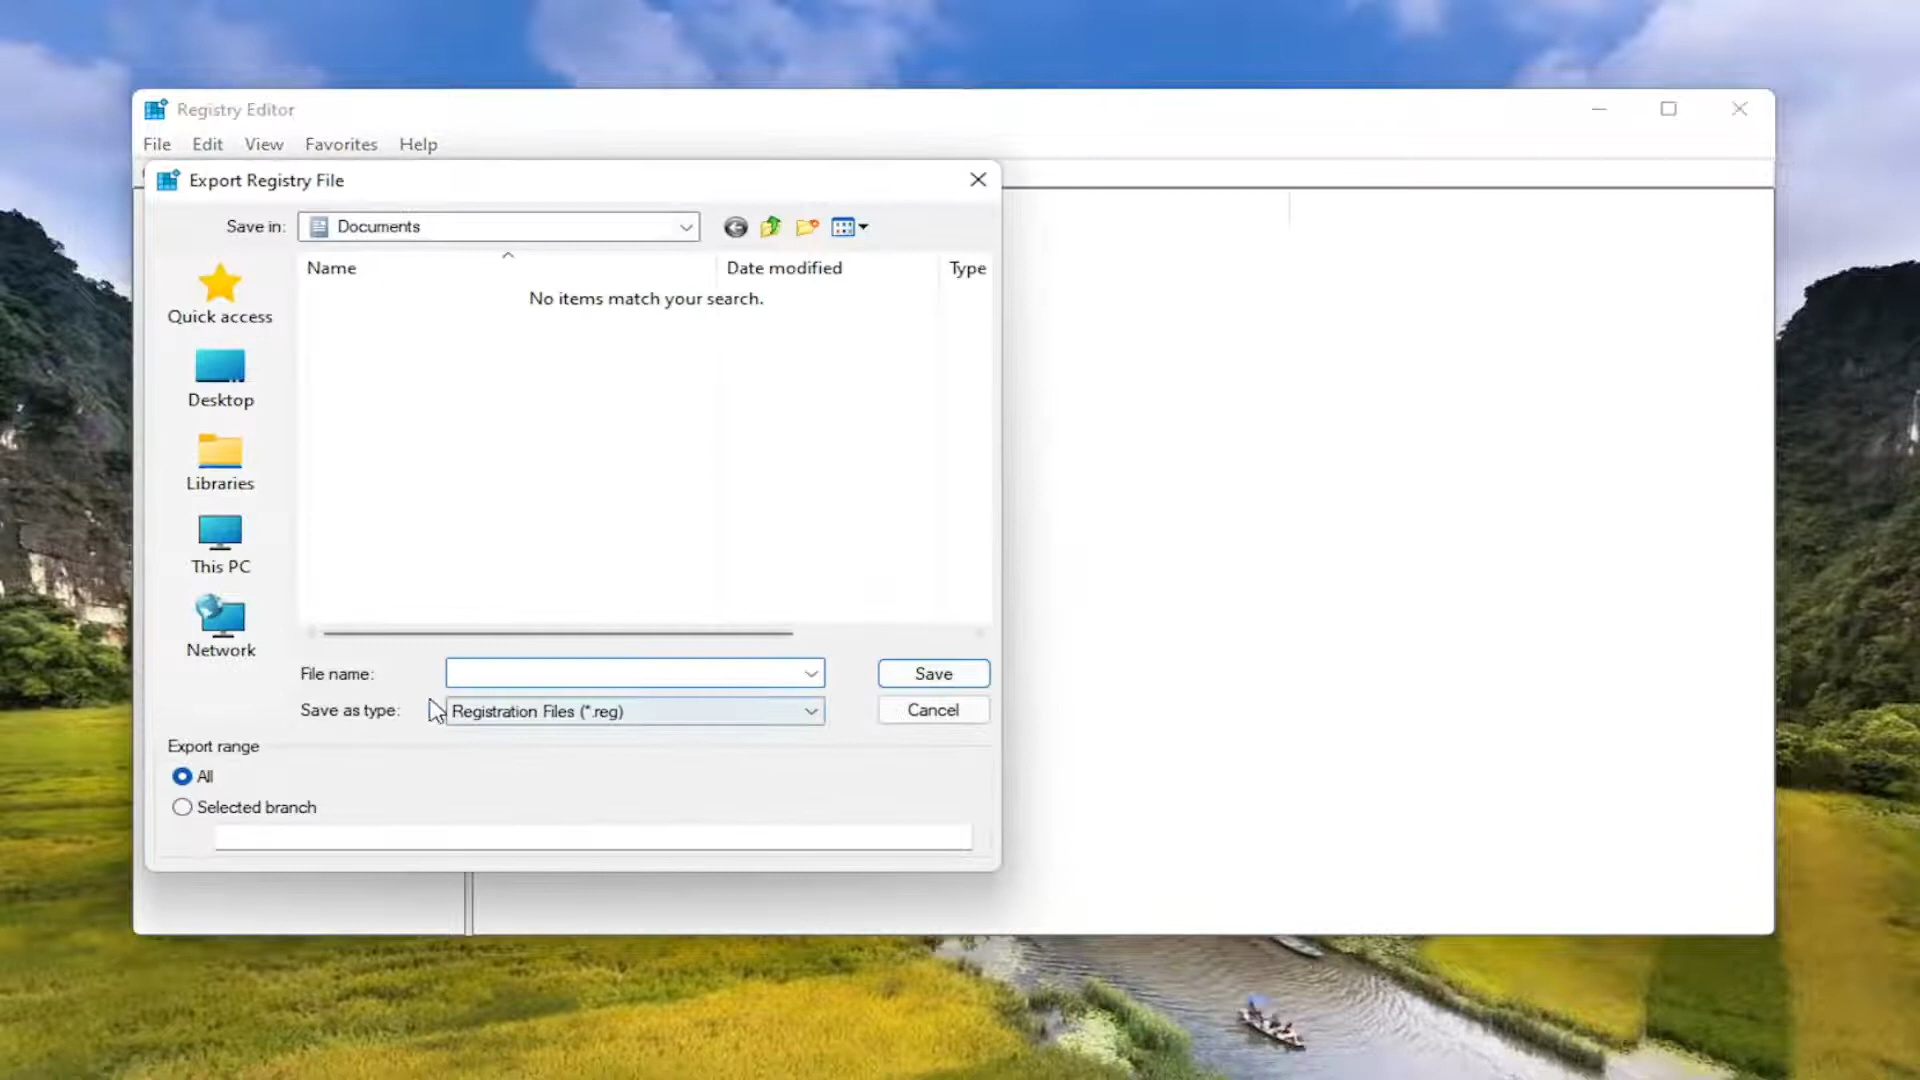 Registry Editor
File Edit View Favorites Help
Export Registry File
Save in: Documents
Name Date modified Type
No items match your search.
Quick access
Desktop
Libraries
This PC
Network
File name: Save
Save as type: Registration Files (*.reg) Cancel
Export range
All
Selected branch